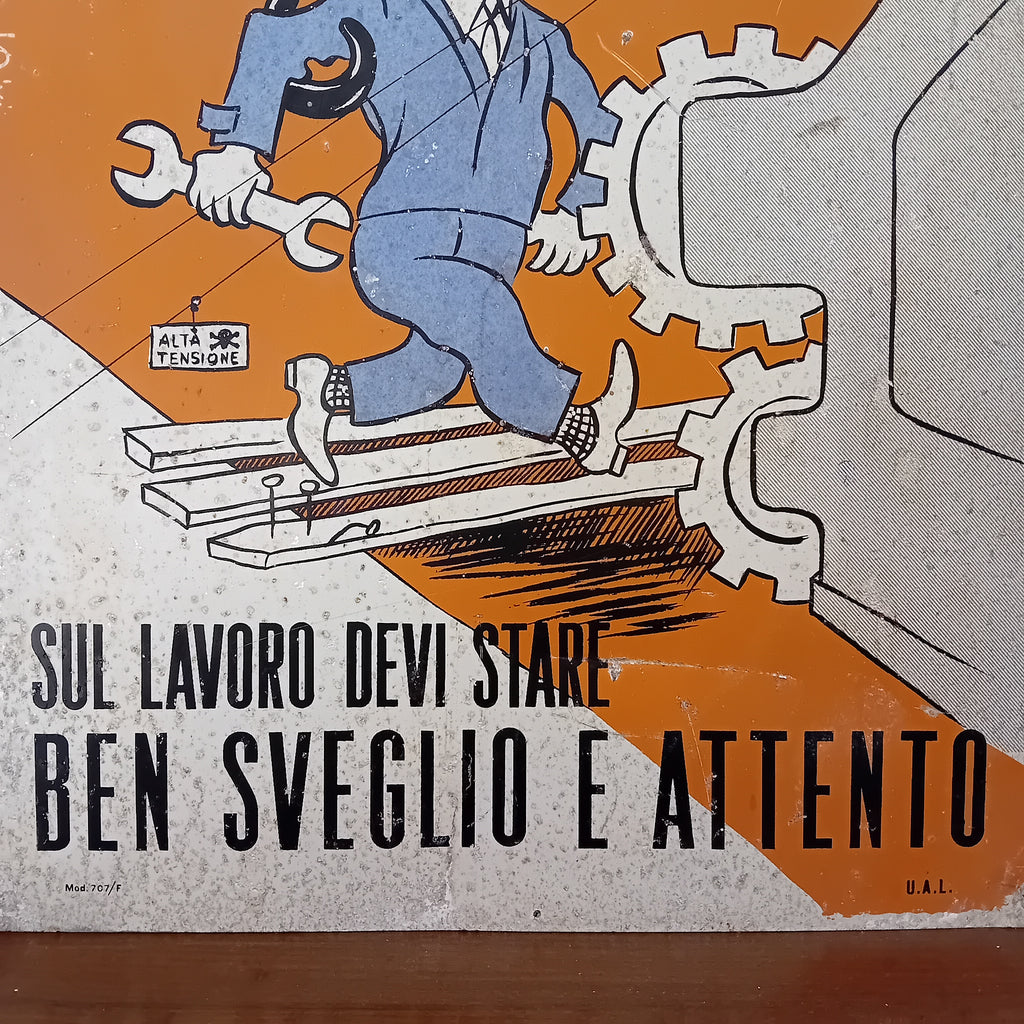 ALTA
TENSIONE
SUL LAVORO DEVI STARE
BEN SVEGLIO E ATTENTO
Mod. 707/F
U.A.L.